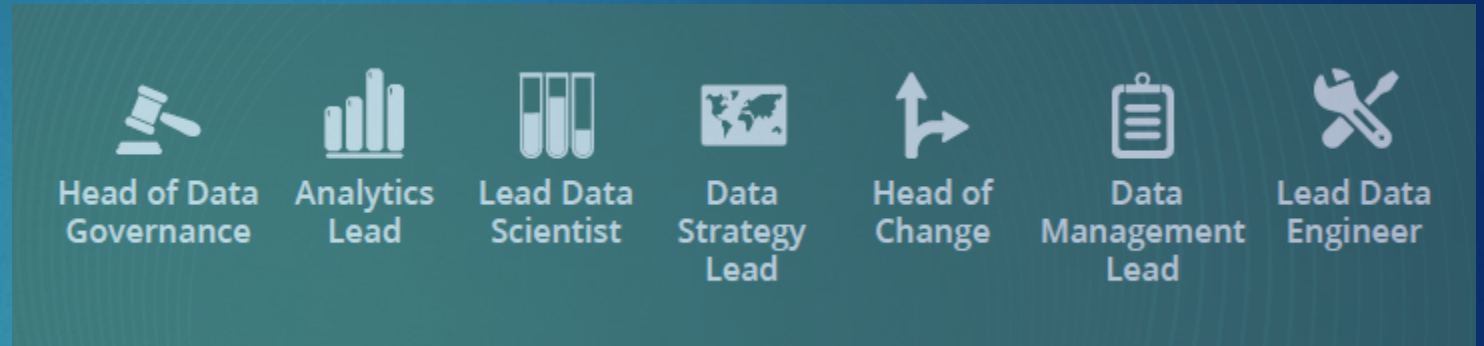 Head of Data
Governance
Analytics
Lead
Lead Data
Scientist
Data
Strategy
Lead
Head of
Change
Data
Management
Lead
Lead Data
Engineer